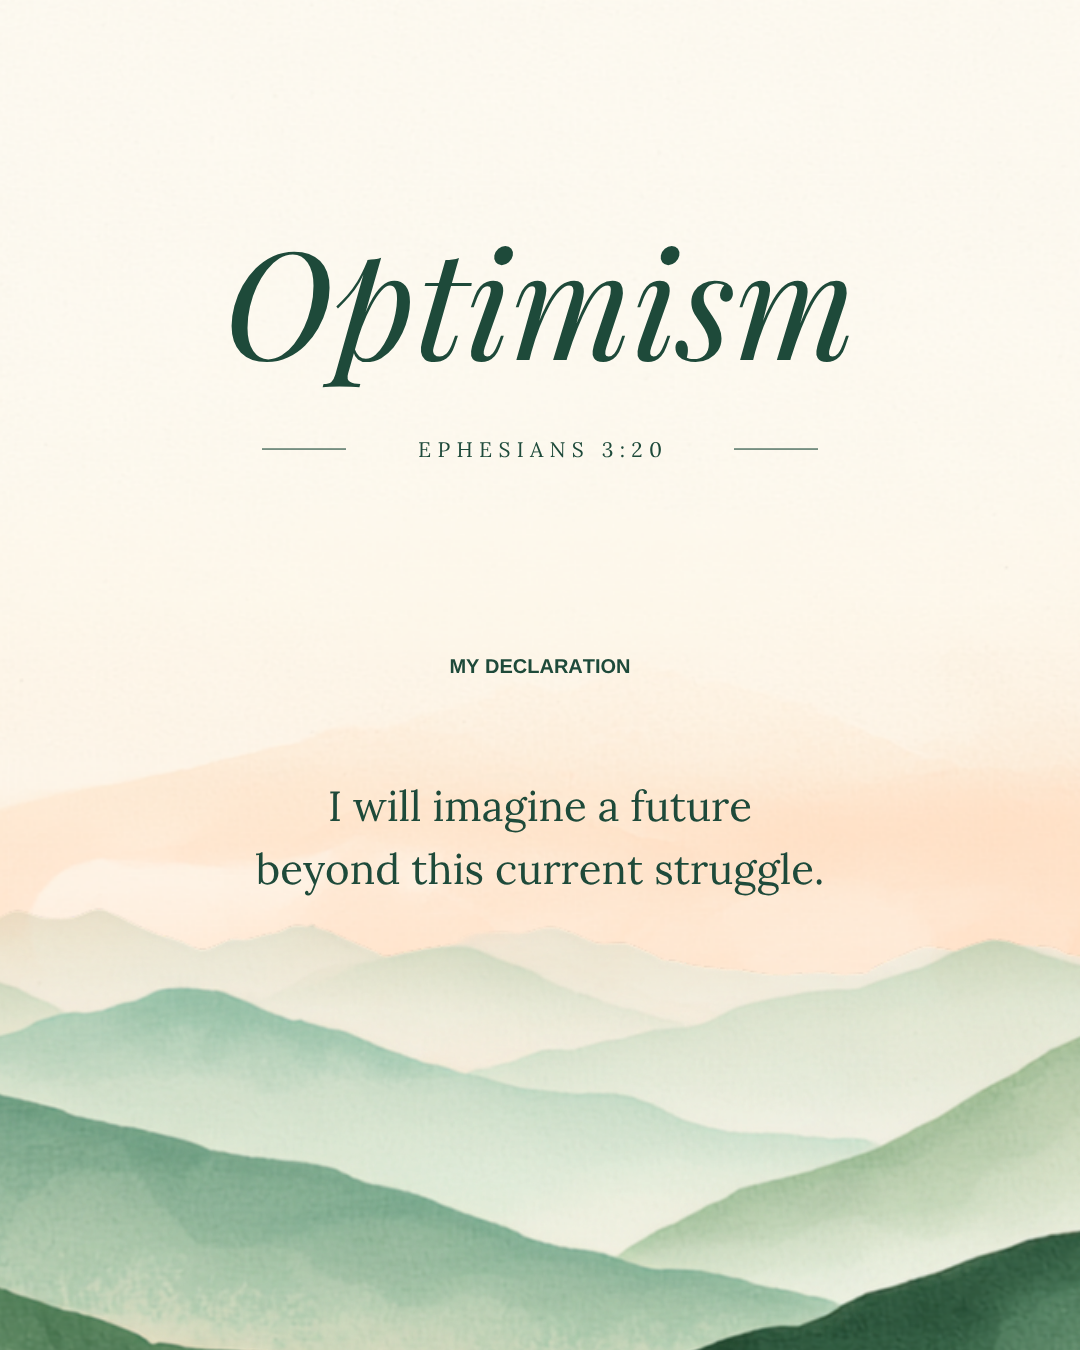 Optimism
EPHESIANS 3:20
MY DECLARATION
I will imagine a future
beyond this current struggle.